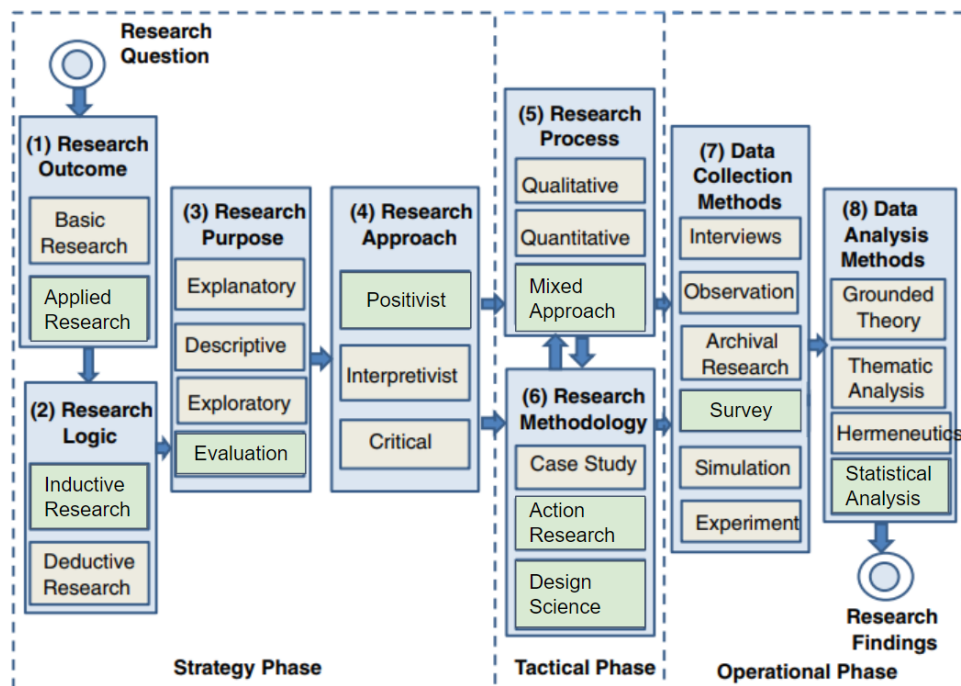 Research
Question
(1) Research
Outcome
Basic
Research
Applied
Research
(2) Research
Logic
Inductive
Research
Deductive
Research
(3) Research
Purpose
Explanatory
Descriptive
Exploratory
Evaluation
(4) Research
Approach
Positivist
Interpretivist
Critical
Strategy Phase
(5) Research
Process
Qualitative
Quantitative
Mixed
Approach
(6) Research
Methodology
Case Study
Action
Research
Design
Science
Tactical Phase
(7) Data
Collection
Methods
Interviews
Observation
Archival
Research
Survey
Simulation
Experiment
(8) Data
Analysis
Methods
Grounded
Theory
Thematic
Analysis
Hermeneutics
Statistical
Analysis
Research
Findings
Operational Phase